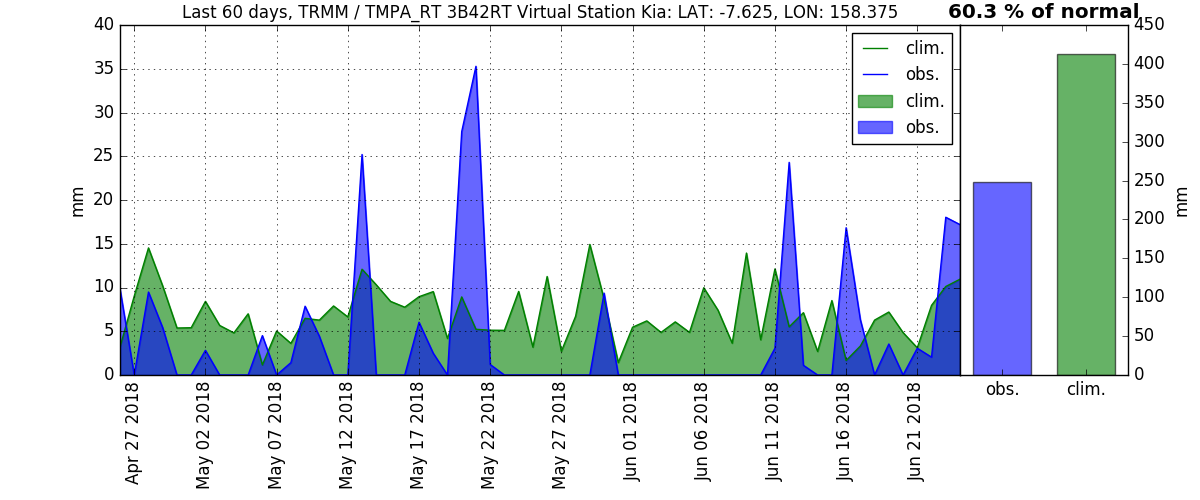 Last 60 days, TRMM / TMPA_RT 3B42RT Virtual Station Kia: LAT: -7.625, LON: 158.375
60.3 % of normal
40
35
30
25
20
15
10
5
0
mm
clim.
obs.
clim.
obs.
Apr 27 2018
May 02 2018
May 07 2018
May 12 2018
May 17 2018
May 22 2018
May 27 2018
Jun 01 2018
Jun 06 2018
Jun 11 2018
Jun 16 2018
Jun 21 2018
450
400
350
300
250
200
150
100
50
0
mm
obs.
clim.